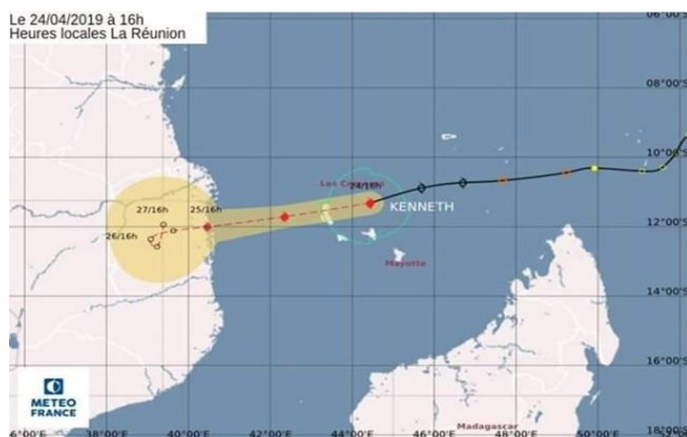 Le 24/04/2019 à 16h
Heures locales La Réunion
06°00'S
08°00'S
10°00'S
Les Comores
24/16h
KENNETH
27/16h
25/16h
12°00'S
26/16h
Mayotte
14°00'S
16°00'S
METEO
FRANCE
Madagascar
38°00'E
40°00'E
42°00'E
44°00'E
46°00'E
48°00'E
50°00'E